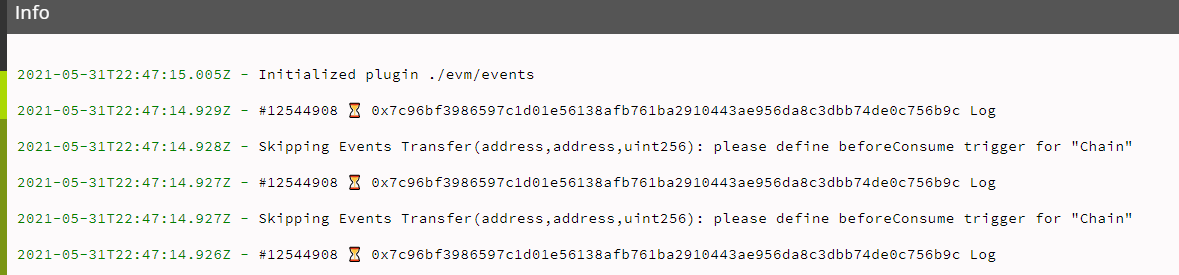 Info
2021-05-31T22:47:15.005Z - Initialized plugin ./evm/events
2021-05-31T22:47:14.929Z - #12544908 ⌛ 0x7c96bf3986597c1d01e56138afb761ba2910443ae956da8c3dbb74de0c756b9c Log
2021-05-31T22:47:14.928Z - Skipping Events Transfer(address,address,uint256): please define beforeConsume trigger for "Chain"
2021-05-31T22:47:14.927Z - #12544908 ⌛ 0x7c96bf3986597c1d01e56138afb761ba2910443ae956da8c3dbb74de0c756b9c Log
2021-05-31T22:47:14.927Z - Skipping Events Transfer(address,address,uint256): please define beforeConsume trigger for "Chain"
2021-05-31T22:47:14.926Z - #12544908 ⌛ 0x7c96bf3986597c1d01e56138afb761ba2910443ae956da8c3dbb74de0c756b9c Log